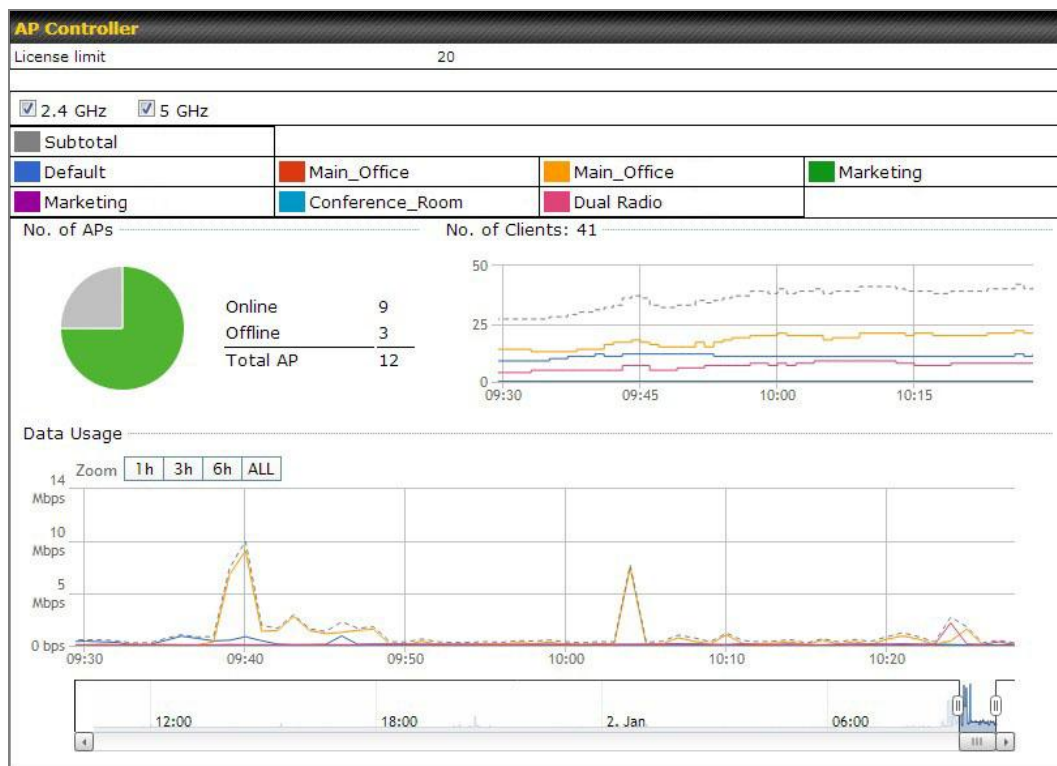 AP Controller
License limit 20
2.4 GHz 5 GHz
Subtotal
Default Main_Office Main_Office Marketing
Marketing Conference_Room Dual Radio
No. of APs
Online 9
Offline 3
Total AP 12
No. of Clients: 41
50
25
0
09:30 09:45 10:00 10:15
Data Usage
Zoom 1h 3h 6h ALL
14 Mbps
10 Mbps
5 Mbps
0 bps
09:30 09:40 09:50 10:00 10:10 10:20
12:00 18:00 2. Jan 06:00